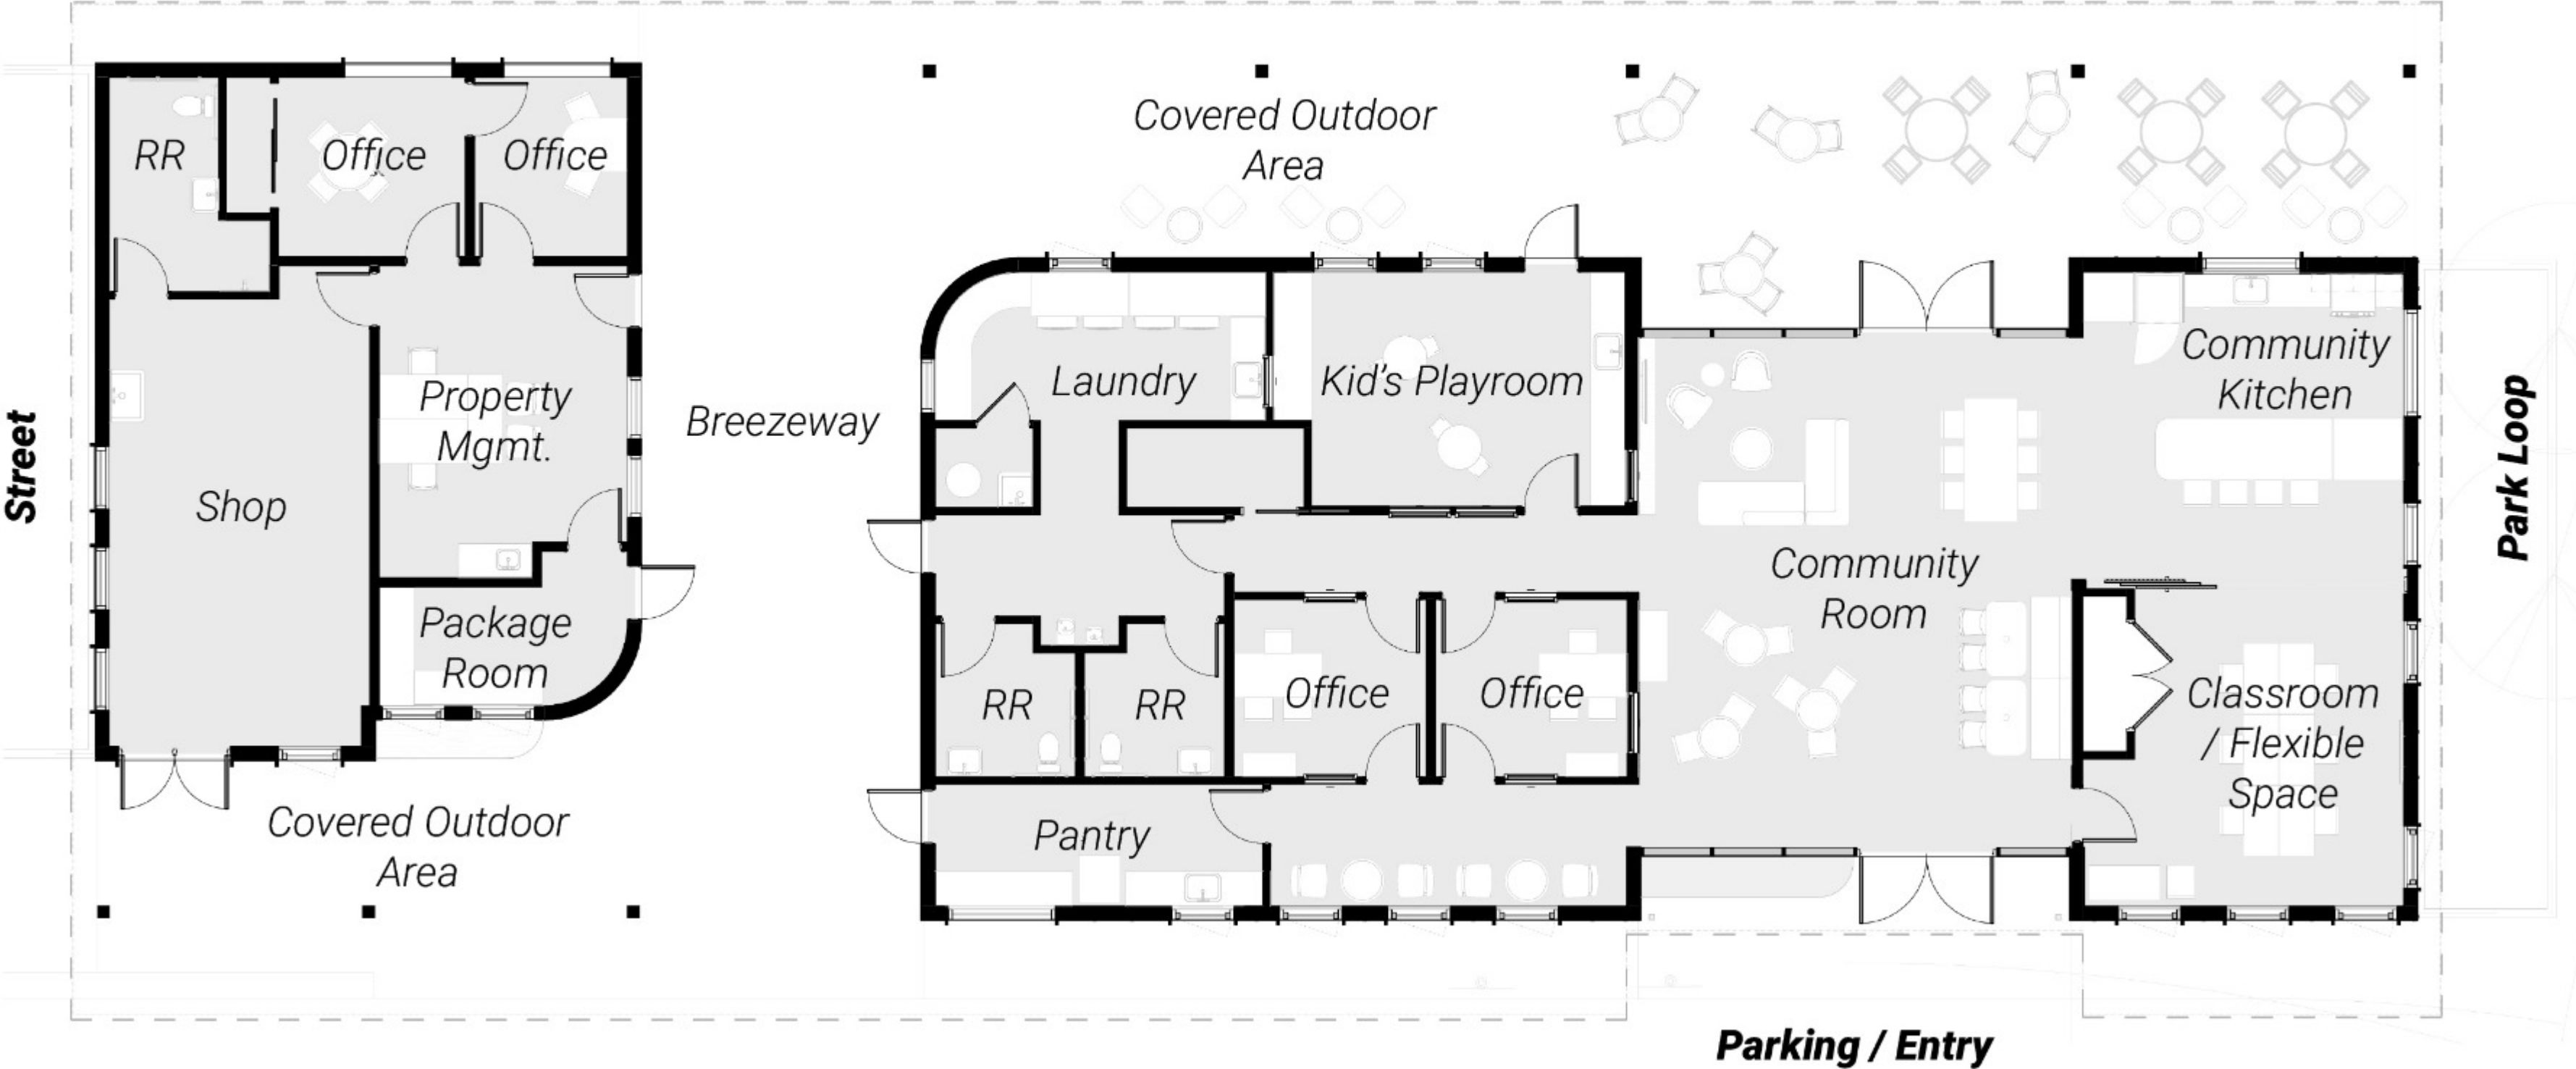 Covered Outdoor
Area
RR
Office
Office
Street
Shop
Property
Mgmt.
Package
Room
Covered Outdoor
Area
Breezeway
Laundry
Kid's Playroom
RR
RR
Office
Office
Pantry
Community
Room
Community
Kitchen
Classroom
/ Flexible
Space
Park Loop
Parking / Entry